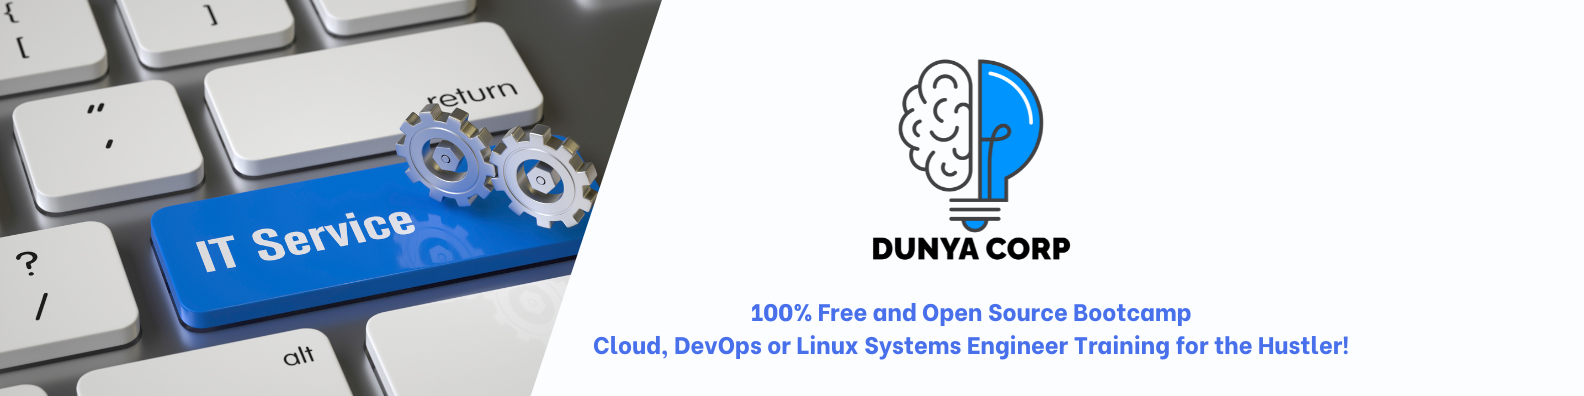 {
[
]
"
'
return
IT Service
?
/
alt
DUNYA CORP
100% Free and Open Source Bootcamp
Cloud, DevOps or Linux Systems Engineer Training for the Hustler!